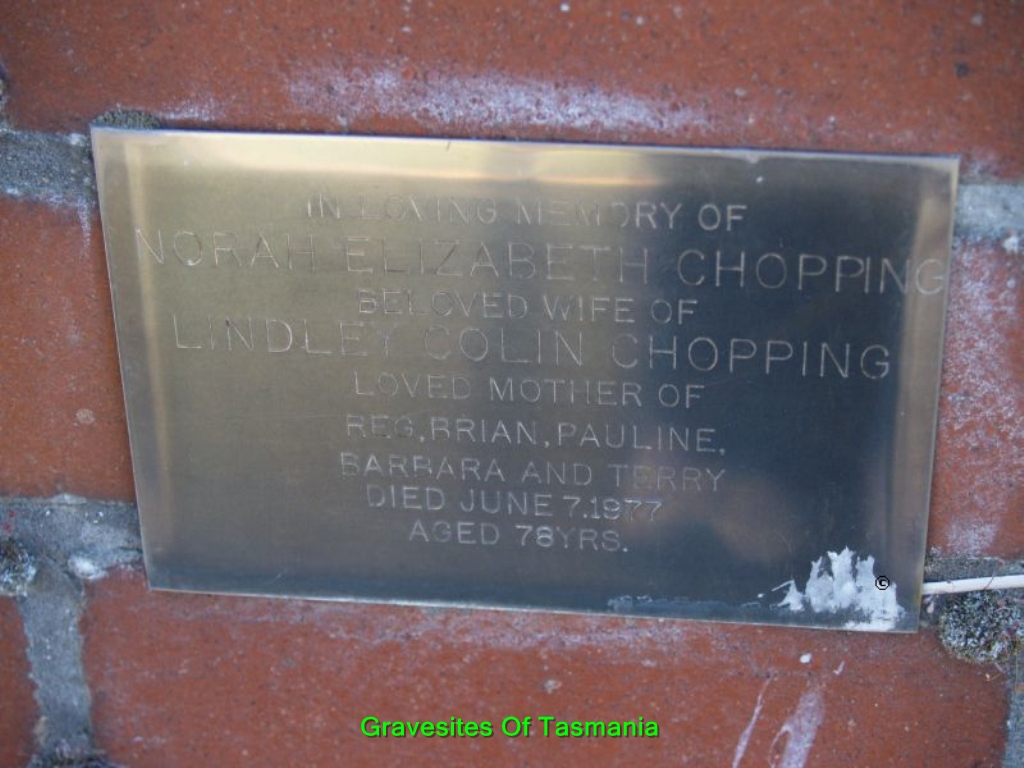 IN LOVING MEMORY OF
NORAH ELIZABETH CHOPPING
BELOVED WIFE OF
LINDLEY COLIN CHOPPING
LOVED MOTHER OF
REG, BRIAN, PAULINE,
BARBARA AND TERRY
DIED JUNE 7.1977
AGED 78YRS.
©
Gravesites Of Tasmania